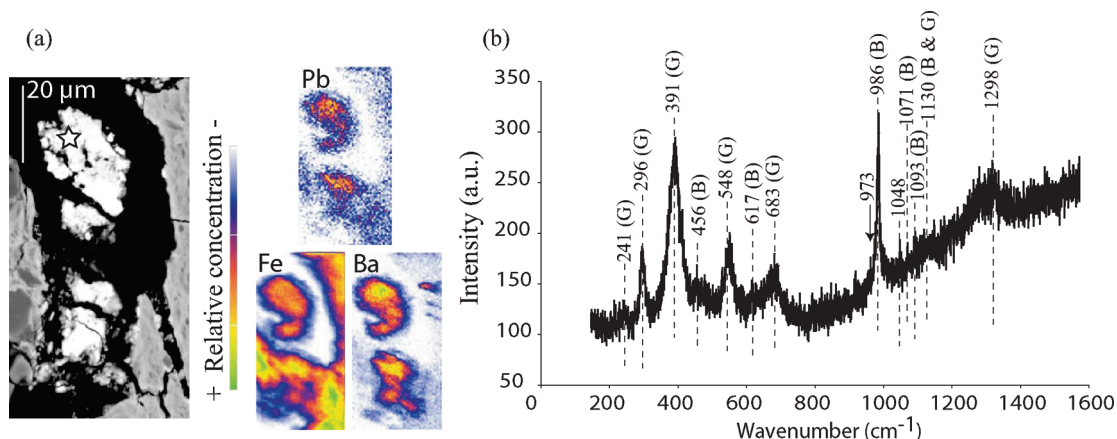 (a)
20 µm
Pb
Fe
Ba
+ Relative concentration -
(b)
350
300
250
200
150
100
50
Intensity (a.u.)
241 (G)
296 (G)
391 (G)
456 (B)
548 (G)
617 (B)
683 (G)
973
986 (B)
1048
1071 (B)
1093 (B)
1130 (B & G)
1298 (G)
0 200 400 600 800 1000 1200 1400 1600
Wavenumber (cm⁻¹)